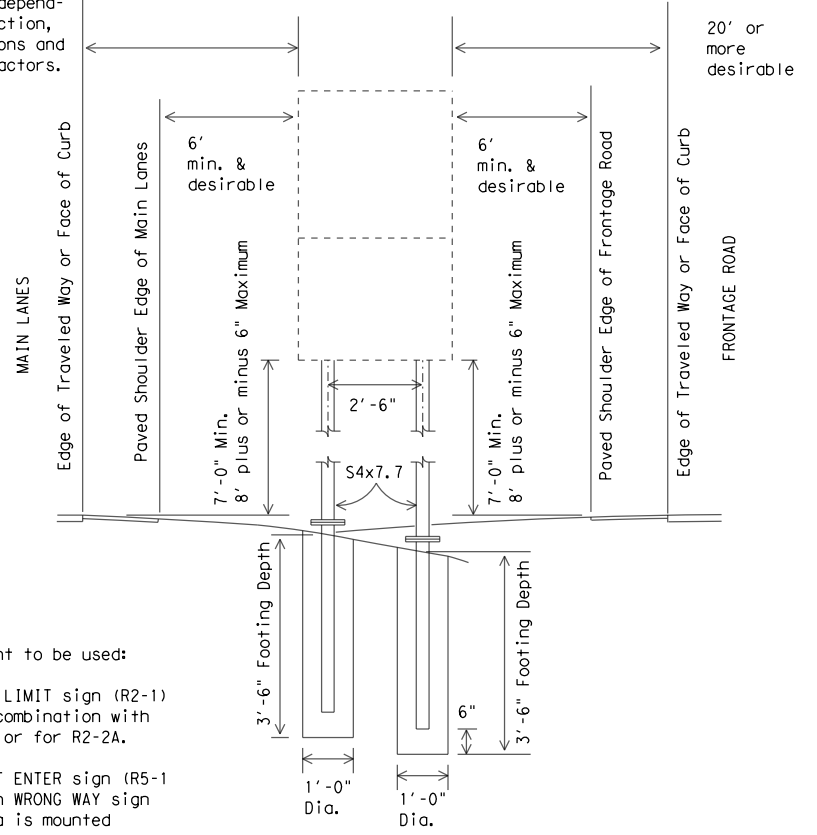 depend-
ction,
ons and
actors.
20' or
more
desirable
6'
min. &
desirable
6'
min. &
desirable
MAIN LANES
Edge of Traveled Way or Face of Curb
Paved Shoulder Edge of Main Lanes
7'-0" Min.
8' plus or minus 6" Maximum
2'-6"
S4x7.7
7'-0" Min.
8' plus or minus 6" Maximum
Paved Shoulder Edge of Frontage Road
Edge of Traveled Way or Face of Curb
FRONTAGE ROAD
3'-6" Footing Depth
3'-6" Footing Depth
6"
1'-0"
Dia.
1'-0"
Dia.
nt to be used:
LIMIT sign (R2-1)
combination with
or for R2-2A.
T ENTER sign (R5-1
WRONG WAY sign
is mounted